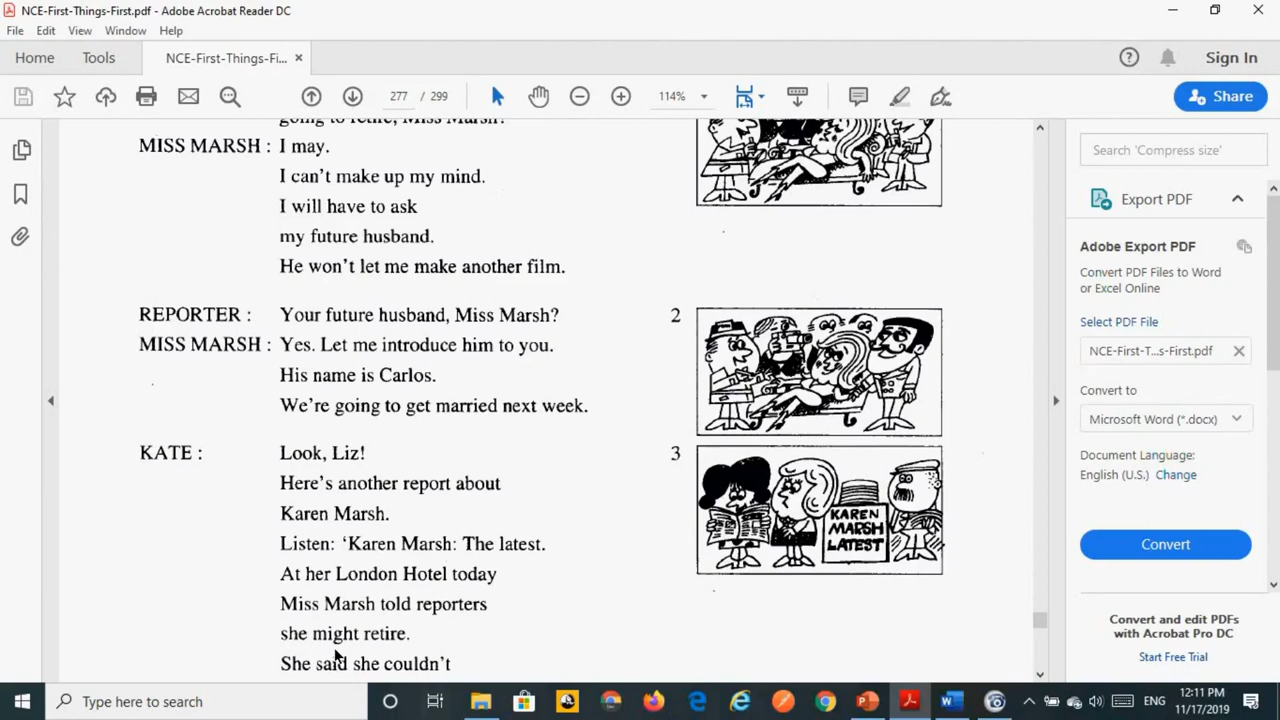 NCE-First-Things-First.pdf - Adobe Acrobat Reader DC
File Edit View Window Help
Home Tools NCE-First-Things-Fi... × Sign In
277 / 299 114% Share
going to retire, Miss Marsh?
MISS MARSH : I may.
I can't make up my mind.
I will have to ask
my future husband.
He won't let me make another film.
REPORTER : Your future husband, Miss Marsh? 2
MISS MARSH : Yes. Let me introduce him to you.
His name is Carlos.
We're going to get married next week.
KATE : Look, Liz! 3
Here's another report about
Karen Marsh.
Listen: ‘Karen Marsh: The latest.
At her London Hotel today
Miss Marsh told reporters
she might retire.
She said she couldn't
KAREN
MARSH
LATEST
Search 'Compress size'
Export PDF
Adobe Export PDF
Convert PDF Files to Word
or Excel Online
Select PDF File
NCE-First-T...s-First.pdf
Convert to
Microsoft Word (*.docx)
Document Language:
English (U.S.) Change
Convert
Convert and edit PDFs
with Acrobat Pro DC
Start Free Trial
Type here to search
ENG
12:11 PM
11/17/2019